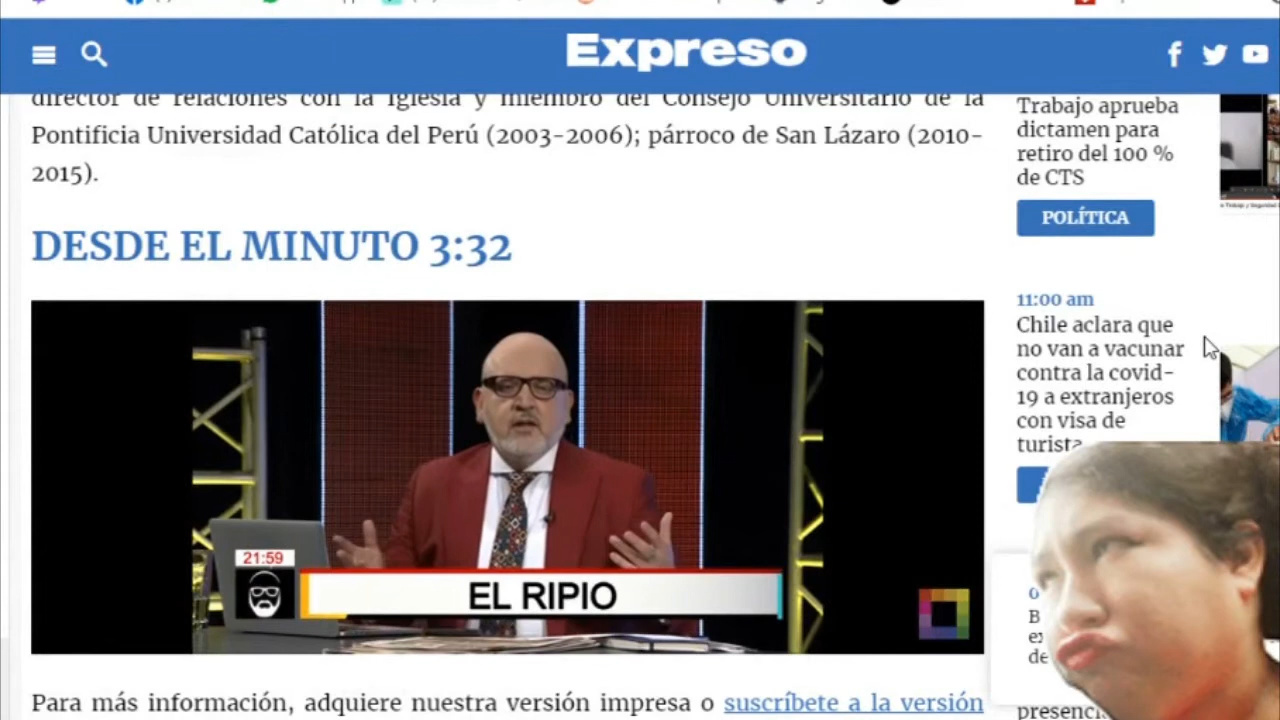 Expreso
director de relaciones con la Iglesia y miembro del Consejo Universitario de la
Pontificia Universidad Católica del Perú (2003-2006); párroco de San Lázaro (2010-
2015).
DESDE EL MINUTO 3:32
21:59
EL RIPIO
Para más información, adquiere nuestra versión impresa o suscríbete a la versión
Trabajo aprueba
dictamen para
retiro del 100 %
de CTS
POLÍTICA
11:00 am
Chile aclara que
no van a vacunar
contra la covid-
19 a extranjeros
con visa de
turista